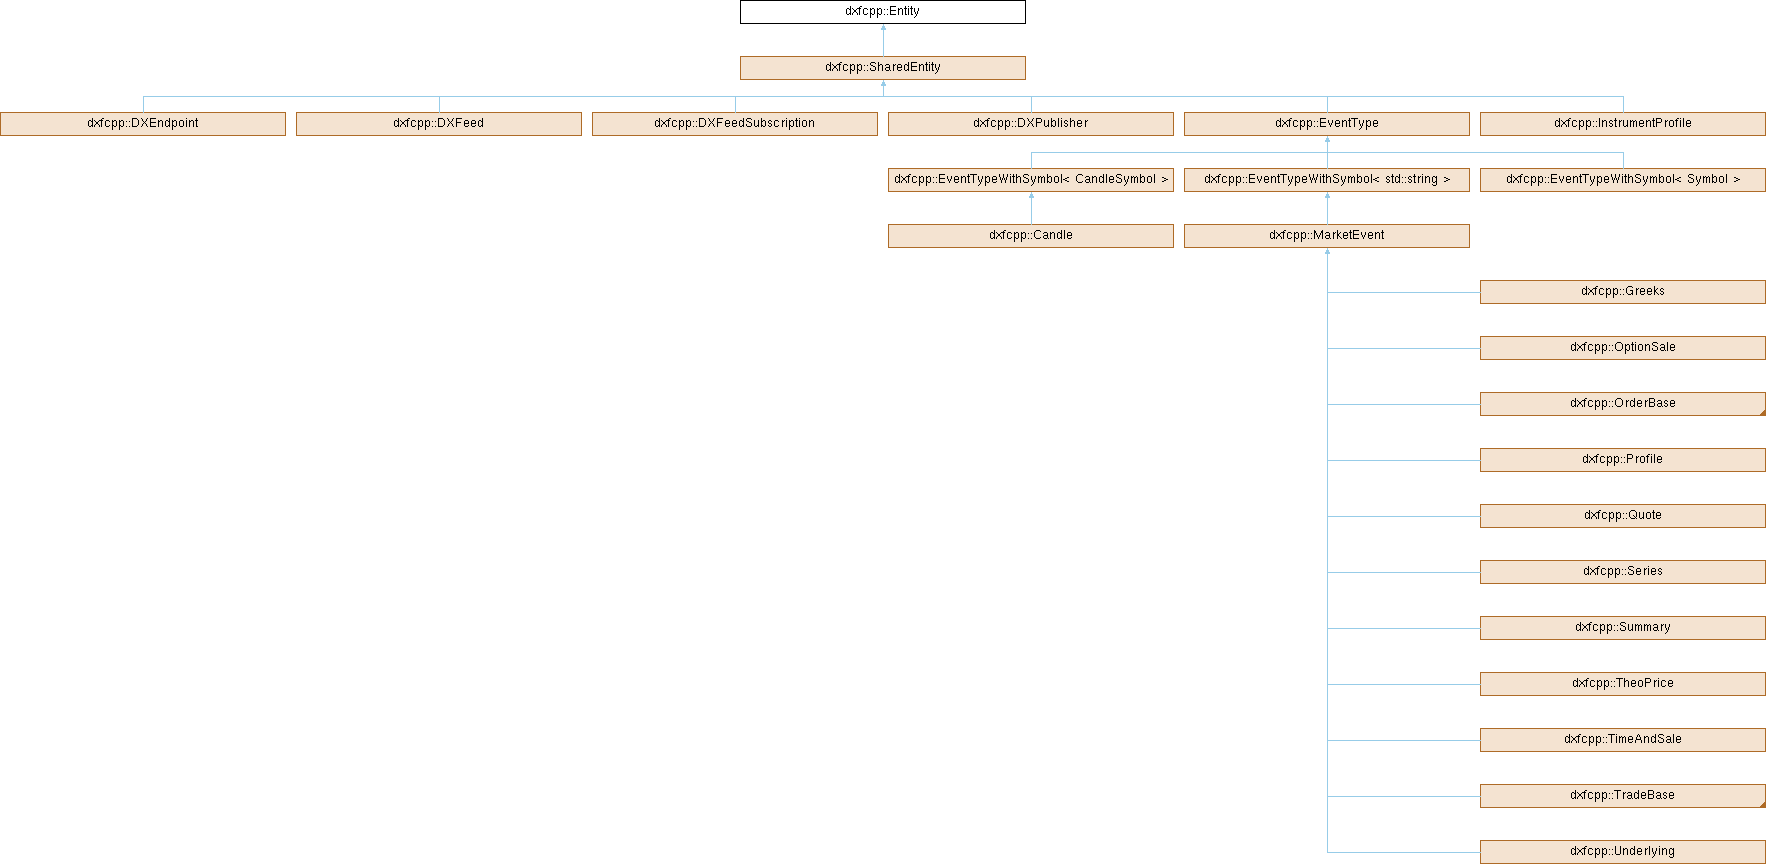 dxfcpp::Entity
dxfcpp::SharedEntity
dxfcpp::DXEndpoint
dxfcpp::DXFeed
dxfcpp::DXFeedSubscription
dxfcpp::DXPublisher
dxfcpp::EventType
dxfcpp::InstrumentProfile
dxfcpp::EventTypeWithSymbol< CandleSymbol >
dxfcpp::EventTypeWithSymbol< std::string >
dxfcpp::EventTypeWithSymbol< Symbol >
dxfcpp::Candle
dxfcpp::MarketEvent
dxfcpp::Greeks
dxfcpp::OptionSale
dxfcpp::OrderBase
dxfcpp::Profile
dxfcpp::Quote
dxfcpp::Series
dxfcpp::Summary
dxfcpp::TheoPrice
dxfcpp::TimeAndSale
dxfcpp::TradeBase
dxfcpp::Underlying